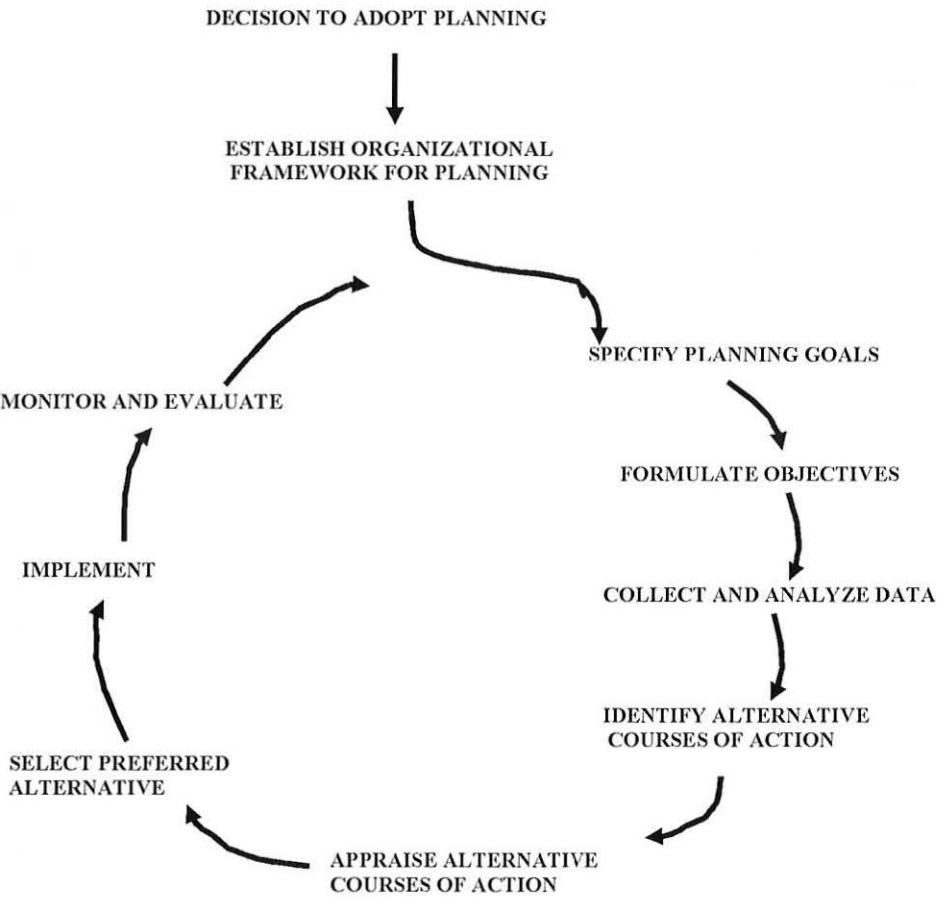 DECISION TO ADOPT PLANNING
ESTABLISH ORGANIZATIONAL
FRAMEWORK FOR PLANNING
SPECIFY PLANNING GOALS
FORMULATE OBJECTIVES
COLLECT AND ANALYZE DATA
IDENTIFY ALTERNATIVE
COURSES OF ACTION
APPRAISE ALTERNATIVE
COURSES OF ACTION
SELECT PREFERRED
ALTERNATIVE
IMPLEMENT
MONITOR AND EVALUATE